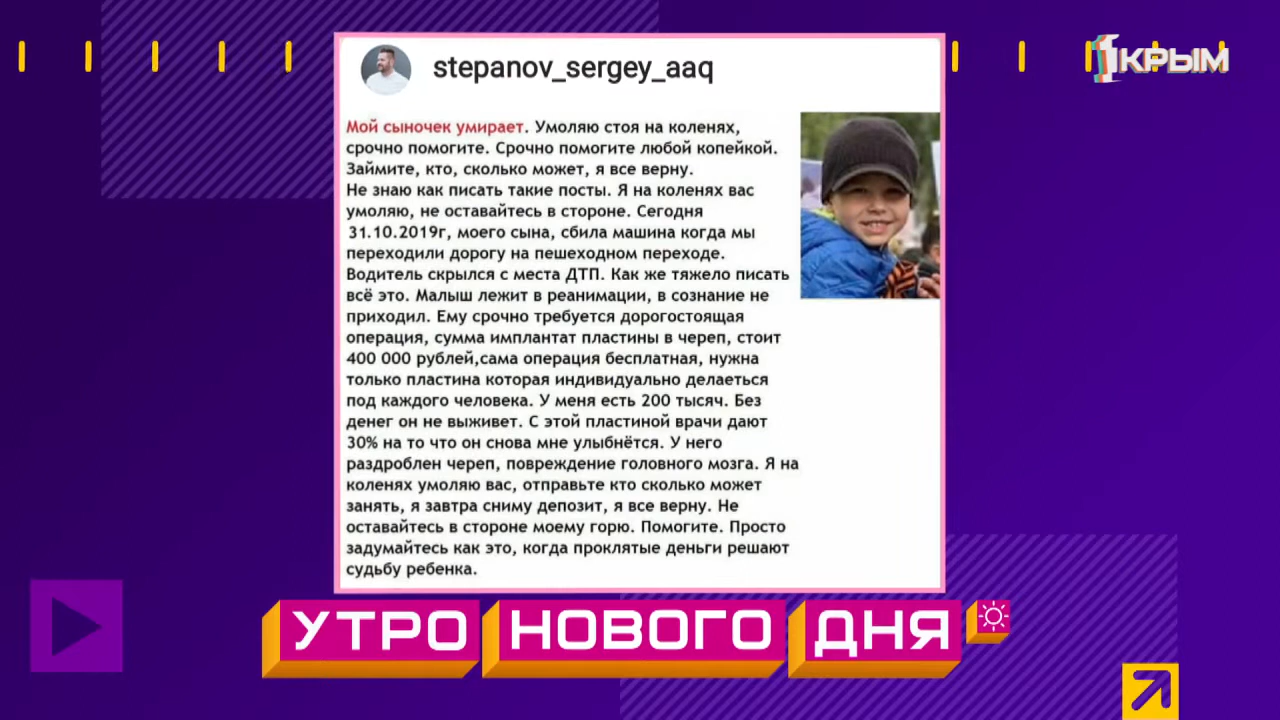 1КРЫМ
stepanov_sergey_aaq
Мой сыночек умирает. Умоляю стоя на коленях,
срочно помогите. Срочно помогите любой копейкой.
Займите, кто, сколько может, я все верну.
Не знаю как писать такие посты. Я на коленях вас
умоляю, не оставайтесь в стороне. Сегодня
31.10.2019г, моего сына, сбила машина когда мы
переходили дорогу на пешеходном переходе.
Водитель скрылся с места ДТП. Как же тяжело писать
всё это. Малыш лежит в реанимации, в сознание не
приходил. Ему срочно требуется дорогостоящая
операция, сумма имплантат пластины в череп, стоит
400 000 рублей,сама операция бесплатная, нужна
только пластина которая индивидуально делаеться
под каждого человека. У меня есть 200 тысяч. Без
денег он не выживет. С этой пластиной врачи дают
30% на то что он снова мне улыбнётся. У него
раздроблен череп, повреждение головного мозга. Я на
коленях умоляю вас, отправьте кто сколько может
занять, я завтра сниму депозит, я все верну. Не
оставайтесь в стороне моему горю. Помогите. Просто
задумайтесь как это, когда проклятые деньги решают
судьбу ребенка.
УТРО НОВОГО ДНЯ